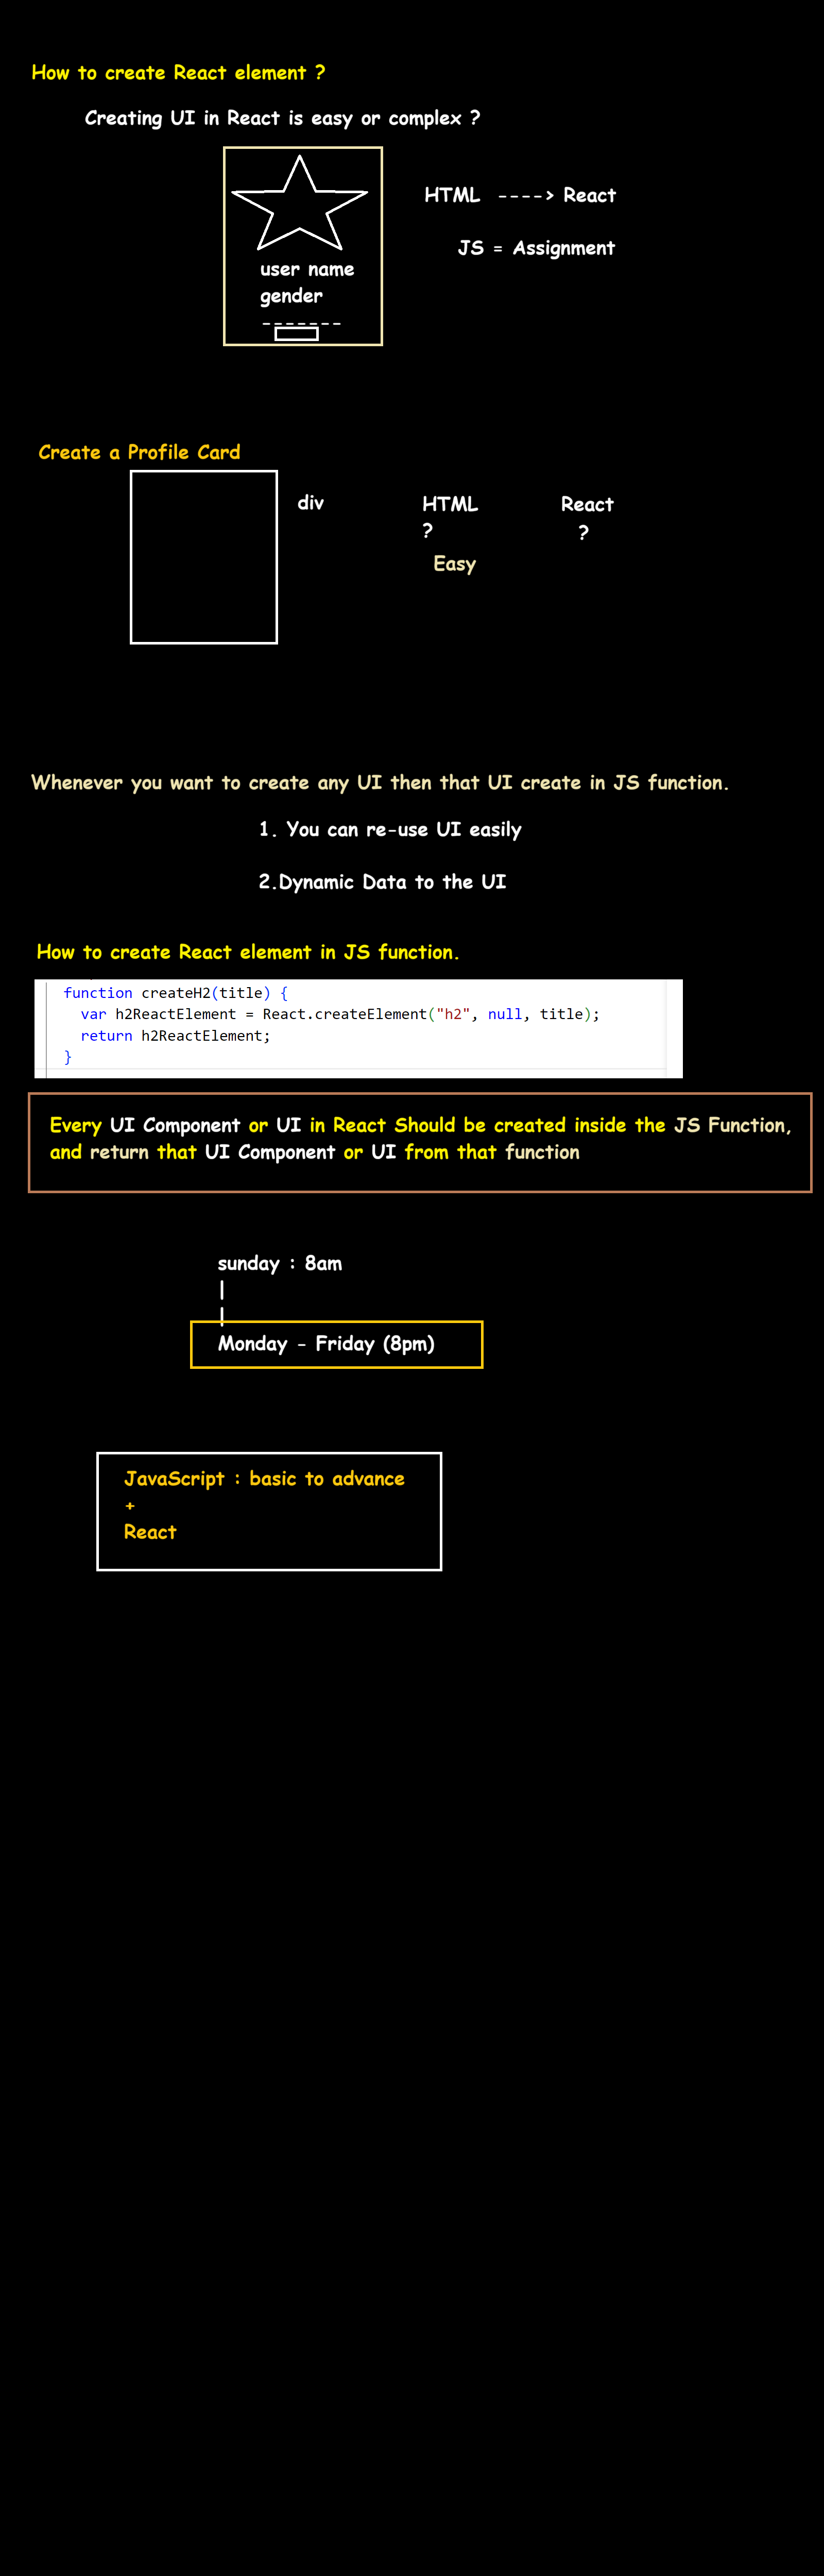 How to create React element ?
Creating UI in React is easy or complex ?
HTML ----> React
JS = Assignment
user name
gender
-------
Create a Profile Card
div
HTML
?
Easy
React
?
Whenever you want to create any UI then that UI create in JS function.
1. You can re-use UI easily
2.Dynamic Data to the UI
How to create React element in JS function.
function createH2(title) {
var h2ReactElement = React.createElement("h2", null, title);
return h2ReactElement;
}
Every UI Component or UI in React Should be created inside the JS Function,
and return that UI Component or UI from that function
sunday : 8am
|
|
Monday - Friday (8pm)
JavaScript : basic to advance
+
React